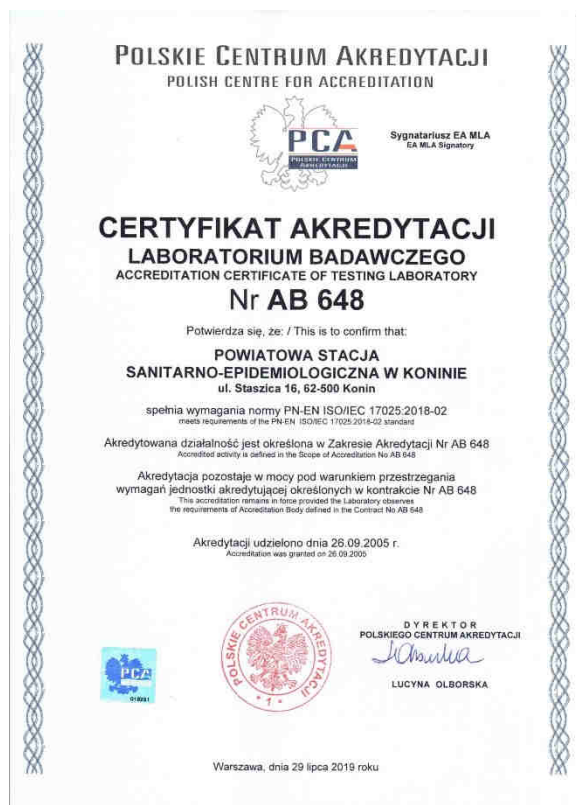 POLSKIE CENTRUM AKREDYTACJI
POLISH CENTRE FOR ACCREDITATION
PCA
POLSKIE CENTRUM
AKREDYTACJI
Sygnatariusz EA MLA
EA MLA Signatory
CERTYFIKAT AKREDYTACJI
LABORATORIUM BADAWCZEGO
ACCREDITATION CERTIFICATE OF TESTING LABORATORY
Nr AB 648
Potwierdza się, że: / This is to confirm that:
POWIATOWA STACJA
SANITARNO-EPIDEMIOLOGICZNA W KONINIE
ul. Staszica 16, 62-500 Konin
spełnia wymagania normy PN-EN ISO/IEC 17025:2018-02
meets requirements of the PN-EN ISO/IEC 17025:2018-02 standard
Akredytowana działalność jest określona w Zakresie Akredytacji Nr AB 648
Accredited activity is defined in the Scope of Accreditation No AB 648
Akredytacja pozostaje w mocy pod warunkiem przestrzegania
wymagań jednostki akredytującej określonych w kontrakcie Nr AB 648
This accreditation remains in force provided the Laboratory observes
the requirements of Accreditation Body defined in the Contract No AB 648
Akredytacji udzielono dnia 26.09.2005 r.
Accreditation was granted on 26.09.2005
POLSKIE CENTRUM AKREDYTACJI
1
DYREKTOR
POLSKIEGO CENTRUM AKREDYTACJI
LUCYNA OLBORSKA
PCA
Warszawa, dnia 29 lipca 2019 roku